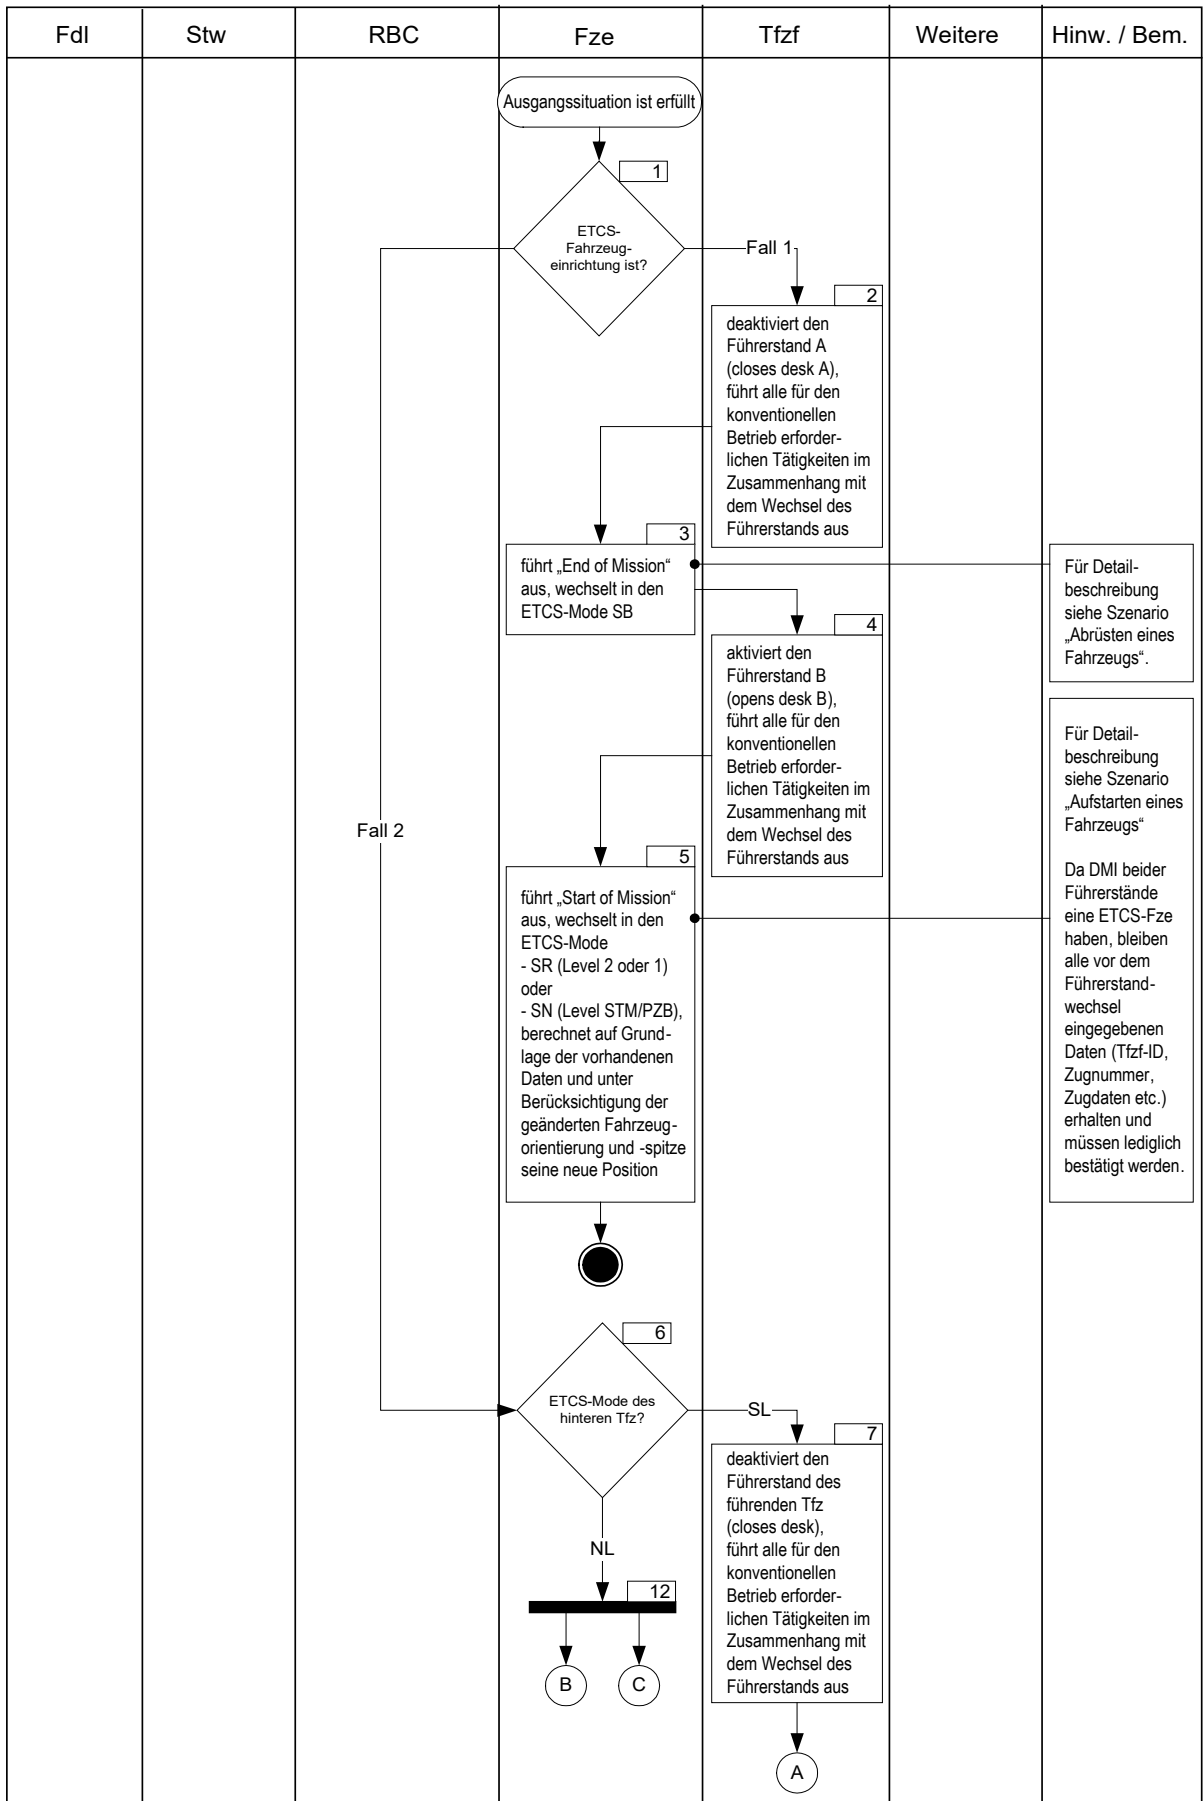 Fdl
Stw
RBC
Fze
Tfzf
Weitere
Hinw. / Bem.
Ausgangssituation ist erfüllt
1
ETCS-
Fahrzeug-
einrichtung ist?
Fall 1
2
deaktiviert den
Führerstand A
(closes desk A),
führt alle für den
konventionellen
Betrieb erforder-
lichen Tätigkeiten im
Zusammenhang mit
dem Wechsel des
Führerstands aus
3
führt „End of Mission“
aus, wechselt in den
ETCS-Mode SB
Für Detail-
beschreibung
siehe Szenario
„Abrüsten eines
Fahrzeugs“.
4
aktiviert den
Führerstand B
(opens desk B),
führt alle für den
konventionellen
Betrieb erforder-
lichen Tätigkeiten im
Zusammenhang mit
dem Wechsel des
Führerstands aus
Fall 2
5
führt „Start of Mission“
aus, wechselt in den
ETCS-Mode
- SR (Level 2 oder 1)
oder
- SN (Level STM/PZB),
berechnet auf Grund-
lage der vorhandenen
Daten und unter
Berücksichtigung der
geänderten Fahrzeug-
orientierung und -spitze
seine neue Position
Für Detail-
beschreibung
siehe Szenario
„Aufstarten eines
Fahrzeugs“
Da DMI beider
Führerstände
eine ETCS-Fze
haben, bleiben
alle vor dem
Führerstand-
wechsel
eingegebenen
Daten (Tfzf-ID,
Zugnummer,
Zugdaten etc.)
erhalten und
müssen lediglich
bestätigt werden.
6
ETCS-Mode des
hinteren Tfz?
SL
7
deaktiviert den
Führerstand des
führenden Tfz
(closes desk),
führt alle für den
konventionellen
Betrieb erforder-
lichen Tätigkeiten im
Zusammenhang mit
dem Wechsel des
Führerstands aus
NL
12
B
C
A